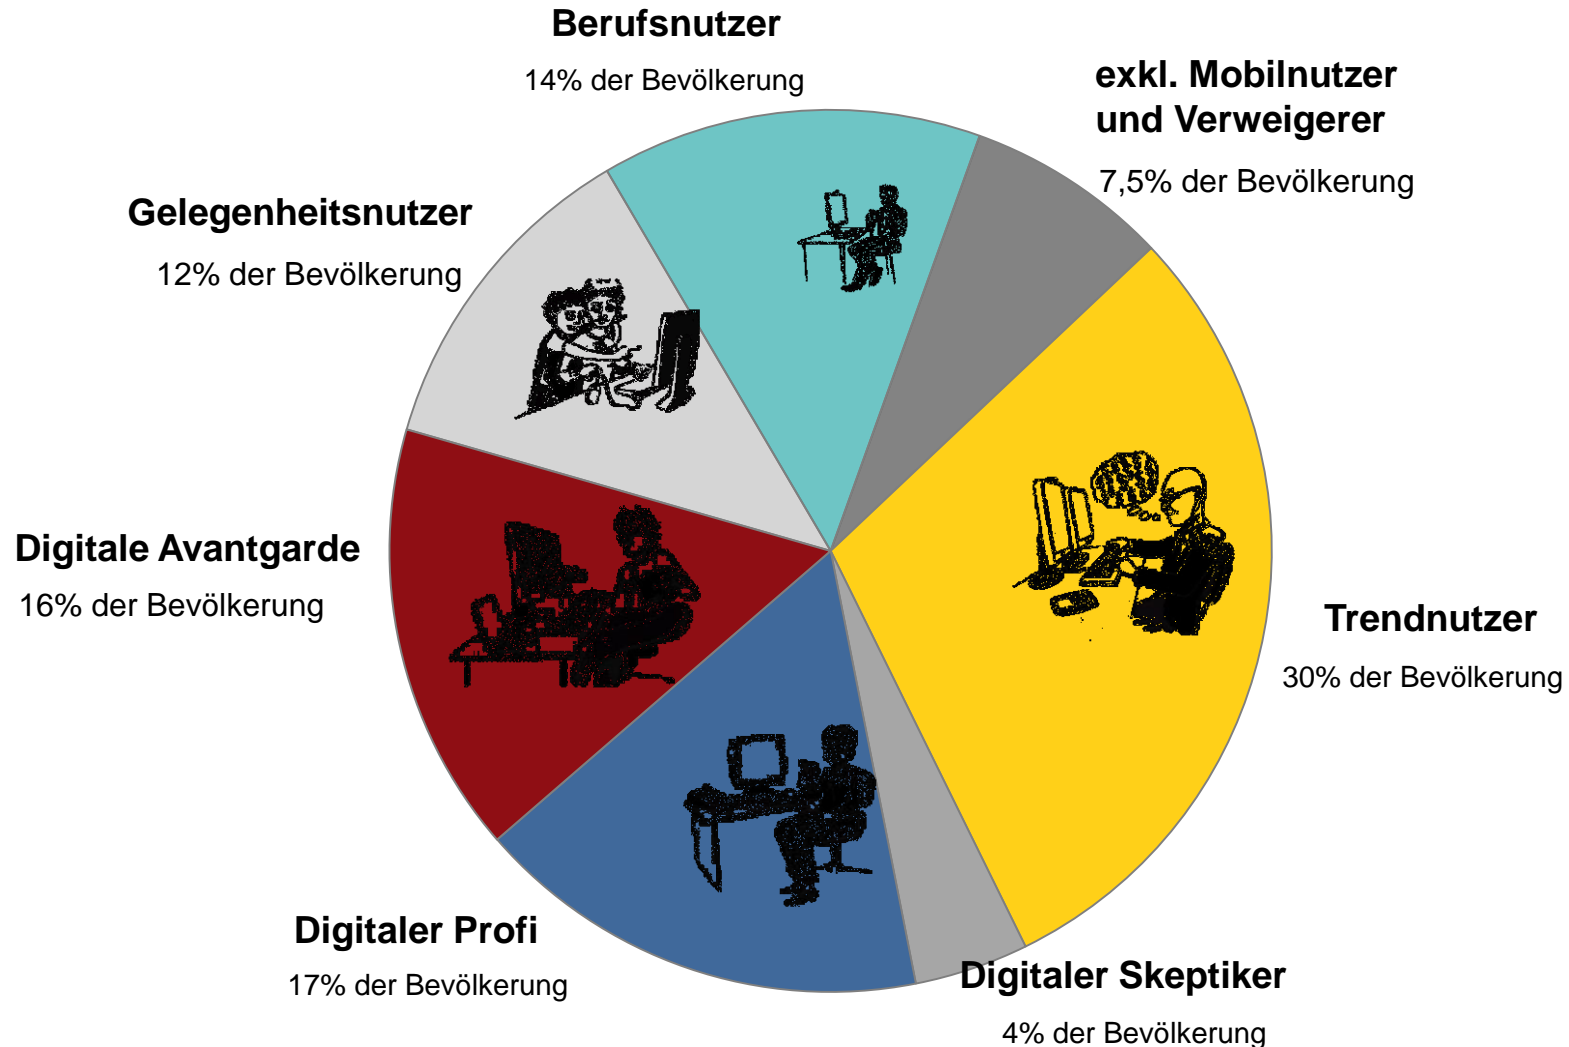 Berufsnutzer
14% der Bevölkerung
exkl. Mobilnutzer
und Verweigerer
7,5% der Bevölkerung
Gelegenheitsnutzer
12% der Bevölkerung
Digitale Avantgarde
16% der Bevölkerung
Trendnutzer
30% der Bevölkerung
Digitaler Profi
17% der Bevölkerung
Digitaler Skeptiker
4% der Bevölkerung